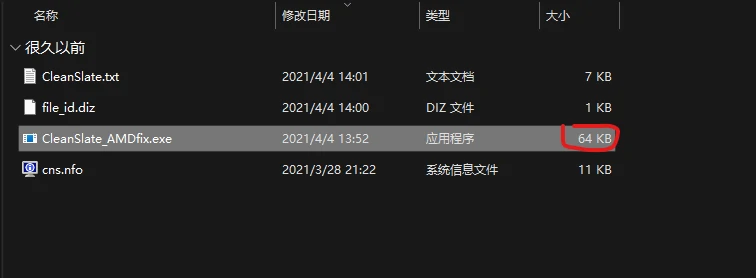 名称 修改日期 类型 大小
很久以前
CleanSlate.txt 2021/4/4 14:01 文本文档 7 KB
file_id.diz 2021/4/4 14:00 DIZ 文件 1 KB
CleanSlate_AMDfix.exe 2021/4/4 13:52 应用程序 64 KB
cns.nfo 2021/3/28 21:22 系统信息文件 11 KB